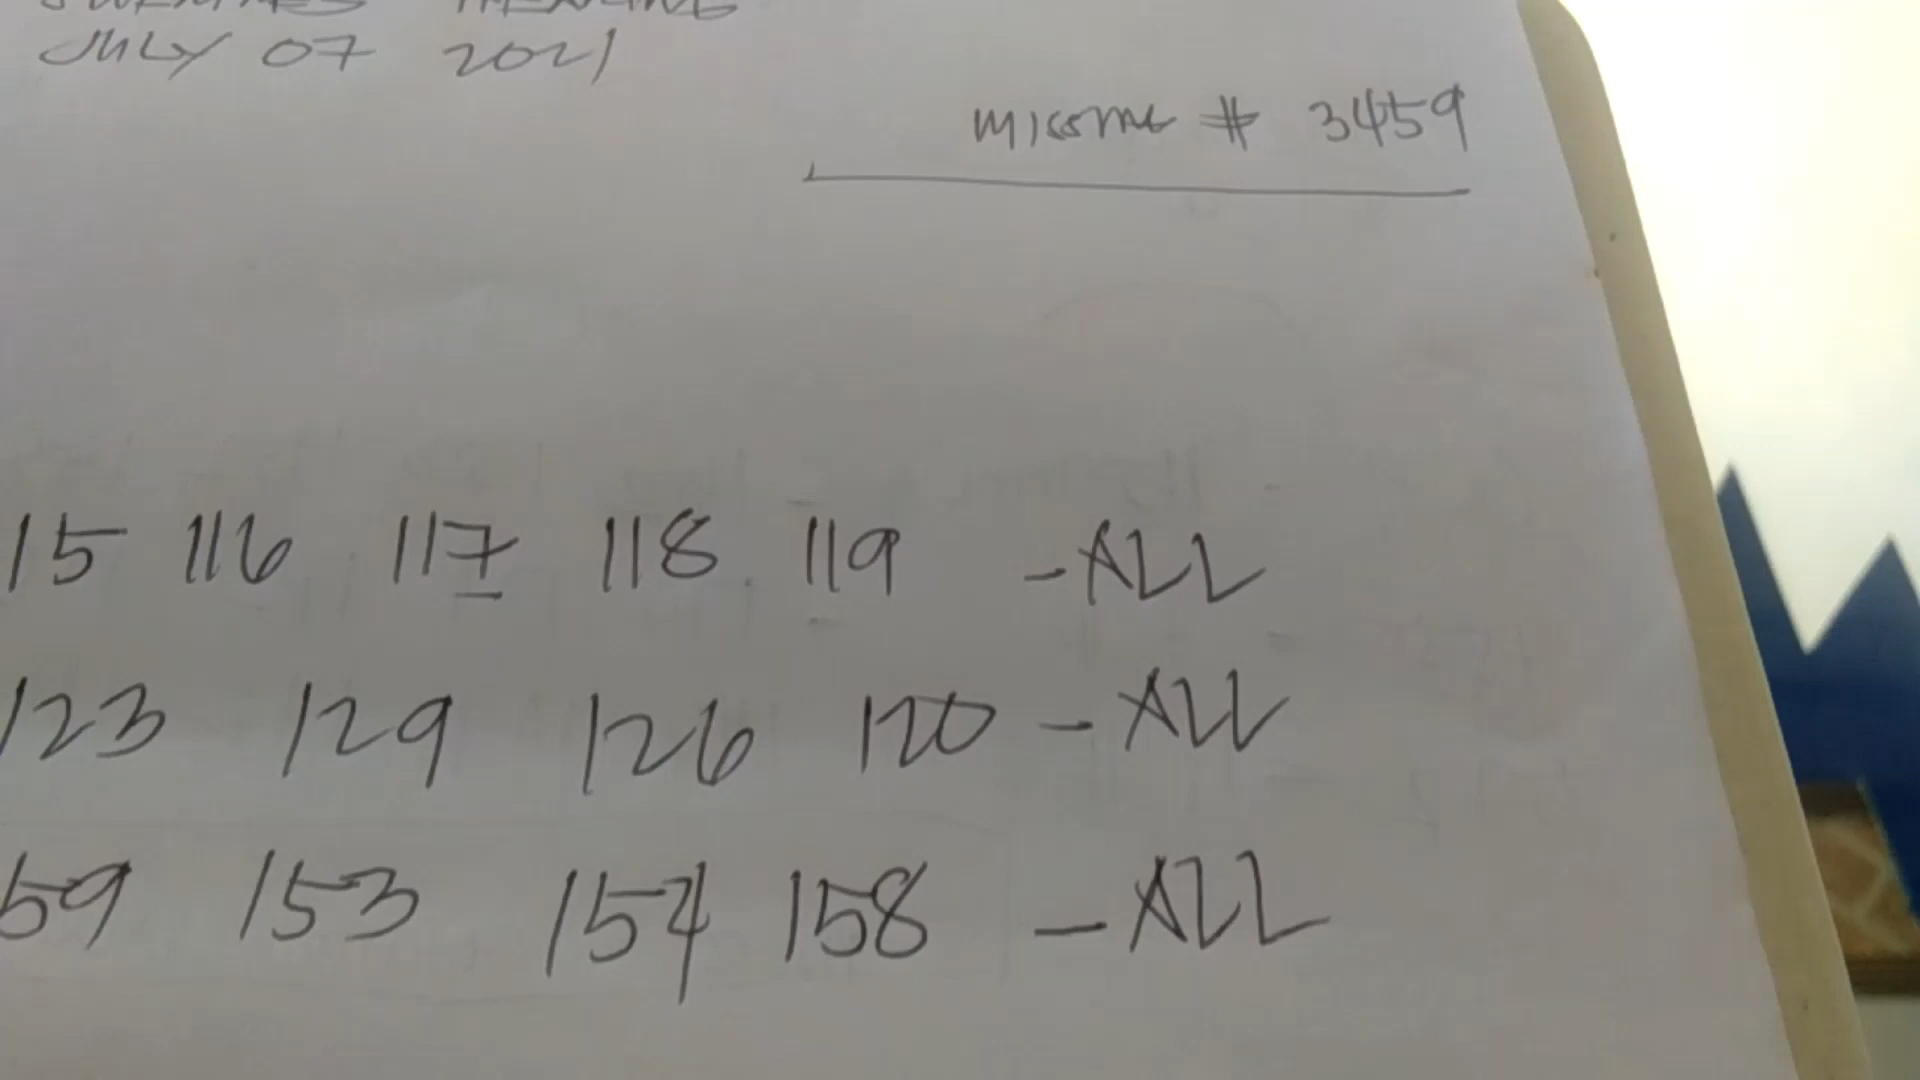 JULY 07 2021
missing # 3459
15 116 117 118 119 -ALL
123 129 126 120 - ALL
59 153 154 158 - ALL